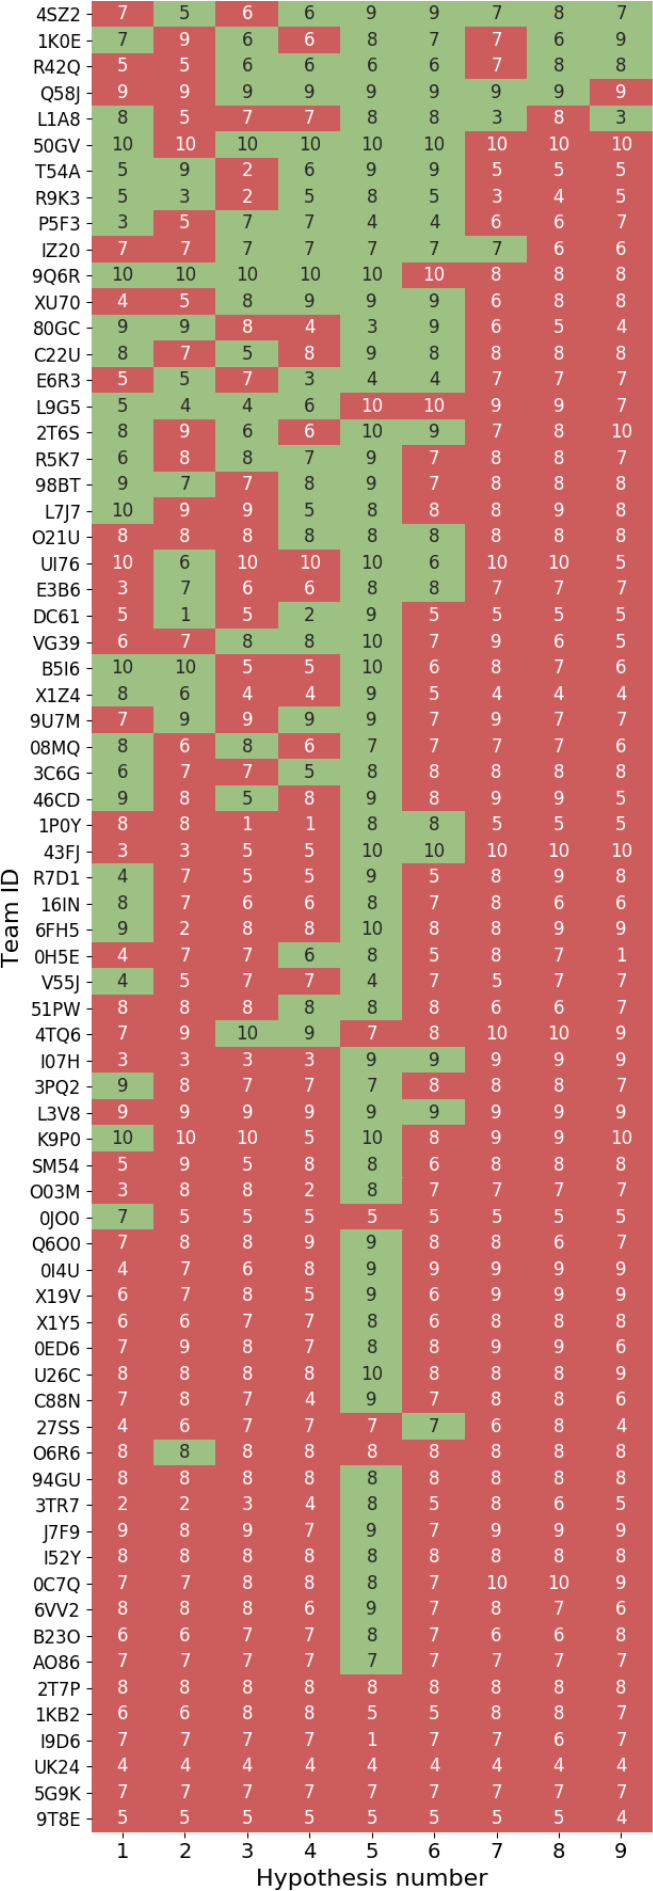 4SZ2 7 5 6 6 9 9 7 8 7
1K0E 7 9 6 6 8 7 7 6 9
R42Q 5 5 6 6 6 6 7 8 8
Q58J 9 9 9 9 9 9 9 9 9
L1A8 8 5 7 7 8 8 3 8 3
50GV 10 10 10 10 10 10 10 10 10
T54A 5 9 2 6 9 9 5 5 5
R9K3 5 3 2 5 8 5 3 4 5
P5F3 3 5 7 7 4 4 6 6 7
IZ20 7 7 7 7 7 7 7 6 6
9Q6R 10 10 10 10 10 10 8 8 8
XU70 4 5 8 9 9 9 6 8 8
80GC 9 9 8 4 3 9 6 5 4
C22U 8 7 5 8 9 8 8 8 8
E6R3 5 5 7 3 4 4 7 7 7
L9G5 5 4 4 6 10 10 9 9 7
2T6S 8 9 6 6 10 9 7 8 10
R5K7 6 8 8 7 9 7 8 8 7
98BT 9 7 7 8 9 7 8 8 8
L7J7 10 9 9 5 8 8 8 9 8
O21U 8 8 8 8 8 8 8 8 8
UI76 10 6 10 10 10 6 10 10 5
E3B6 3 7 6 6 8 8 7 7 7
DC61 5 1 5 2 9 5 5 5 5
VG39 6 7 8 8 10 7 9 6 5
B5I6 10 10 5 5 10 6 8 7 6
X1Z4 8 6 4 4 9 5 4 4 4
9U7M 7 9 9 9 9 7 9 7 7
08MQ 8 6 8 6 7 7 7 7 6
3C6G 6 7 7 5 8 8 8 8 8
46CD 9 8 5 8 9 8 9 9 5
1P0Y 8 8 1 1 8 8 5 5 5
43FJ 3 3 5 5 10 10 10 10 10
R7D1 4 7 5 5 9 5 8 9 8
16IN 8 7 6 6 8 7 8 6 6
6FH5 9 2 8 8 10 8 8 9 9
0H5E 4 7 7 6 8 5 8 7 1
V55J 4 5 7 7 4 7 5 7 7
51PW 8 8 8 8 8 8 6 6 7
4TQ6 7 9 10 9 7 8 10 10 9
I07H 3 3 3 3 9 9 9 9 9
3PQ2 9 8 7 7 7 8 8 8 7
L3V8 9 9 9 9 9 9 9 9 9
K9P0 10 10 10 5 10 8 9 9 10
SM54 5 9 5 8 8 6 8 8 8
O03M 3 8 8 2 8 7 7 7 7
0JO0 7 5 5 5 5 5 5 5 5
Q6O0 7 8 8 9 9 8 8 6 7
0I4U 4 7 6 8 9 9 9 9 9
X19V 6 7 8 5 9 6 9 9 9
X1Y5 6 6 7 7 8 6 8 8 8
0ED6 7 9 8 7 8 8 9 9 6
U26C 8 8 8 8 10 8 8 8 9
C88N 7 8 7 4 9 7 8 8 6
27SS 4 6 7 7 7 7 6 8 4
O6R6 8 8 8 8 8 8 8 8 8
94GU 8 8 8 8 8 8 8 8 8
3TR7 2 2 3 4 8 5 8 6 5
J7F9 9 8 9 7 9 7 9 9 9
I52Y 8 8 8 8 8 8 8 8 8
0C7Q 7 7 8 8 8 7 10 10 9
6VV2 8 8 8 6 9 7 8 7 6
B23O 6 6 7 7 8 7 6 6 8
AO86 7 7 7 7 7 7 7 7 7
2T7P 8 8 8 8 8 8 8 8 8
1KB2 6 6 8 8 5 5 8 8 7
I9D6 7 7 7 7 1 7 7 6 7
UK24 4 4 4 4 4 4 4 4 4
5G9K 7 7 7 7 7 7 7 7 7
9T8E 5 5 5 5 5 5 5 5 4
1 2 3 4 5 6 7 8 9
Hypothesis number
Team ID